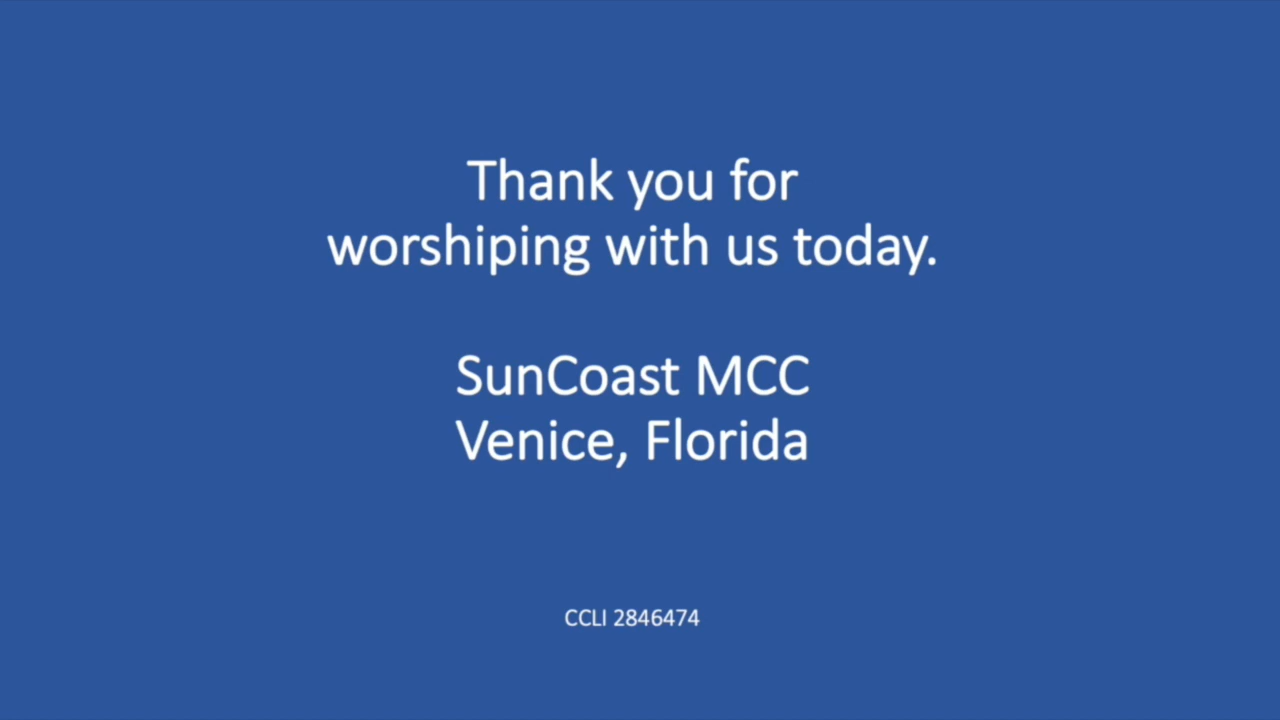 Thank you for
worshiping with us today.
SunCoast MCC
Venice, Florida
CCLI 2846474